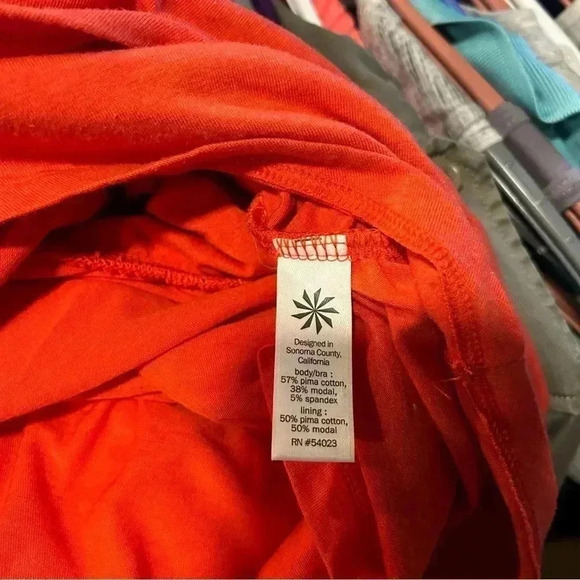 Designed in
Sonoma County,
California
body/bra :
57% pima cotton,
38% modal,
5% spandex
lining :
50% pima cotton,
50% modal
RN #54023